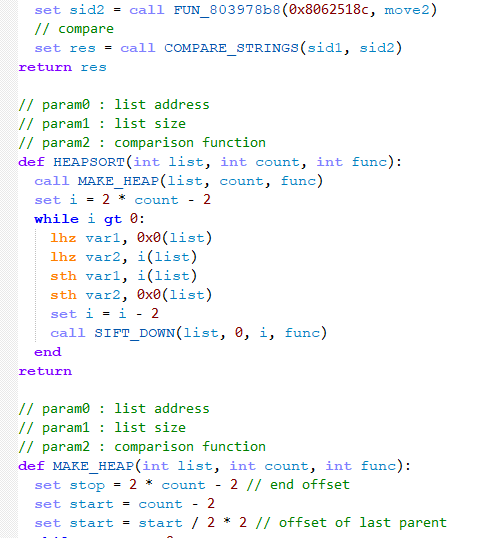 set sid2 = call FUN_803978b8(0x8062518c, move2)
// compare
set res = call COMPARE_STRINGS(sid1, sid2)
return res
// param0 : list address
// param1 : list size
// param2 : comparison function
def HEAPSORT(int list, int count, int func):
call MAKE_HEAP(list, count, func)
set i = 2 * count - 2
while i gt 0:
lhz var1, 0x0(list)
lhz var2, i(list)
sth var1, i(list)
sth var2, 0x0(list)
set i = i - 2
call SIFT_DOWN(list, 0, i, func)
end
return
// param0 : list address
// param1 : list size
// param2 : comparison function
def MAKE_HEAP(int list, int count, int func):
set stop = 2 * count - 2 // end offset
set start = count - 2
set start = start / 2 * 2 // offset of last parent